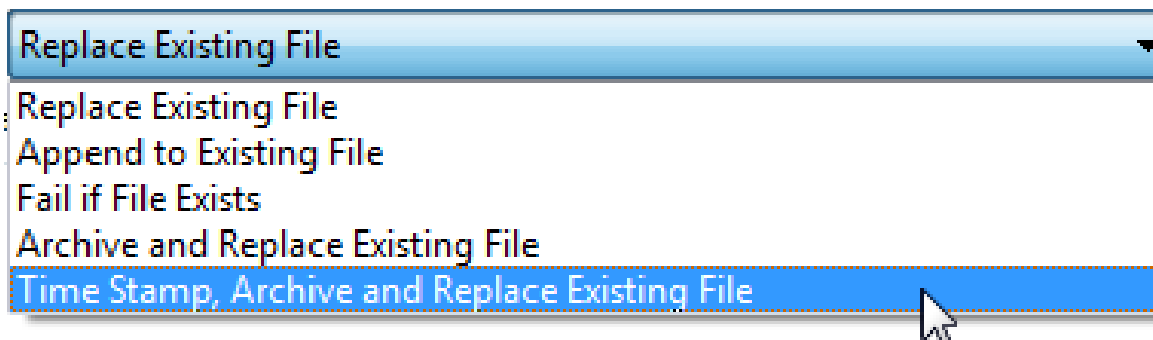 Replace Existing File
Replace Existing File
Append to Existing File
Fail if File Exists
Archive and Replace Existing File
Time Stamp, Archive and Replace Existing File